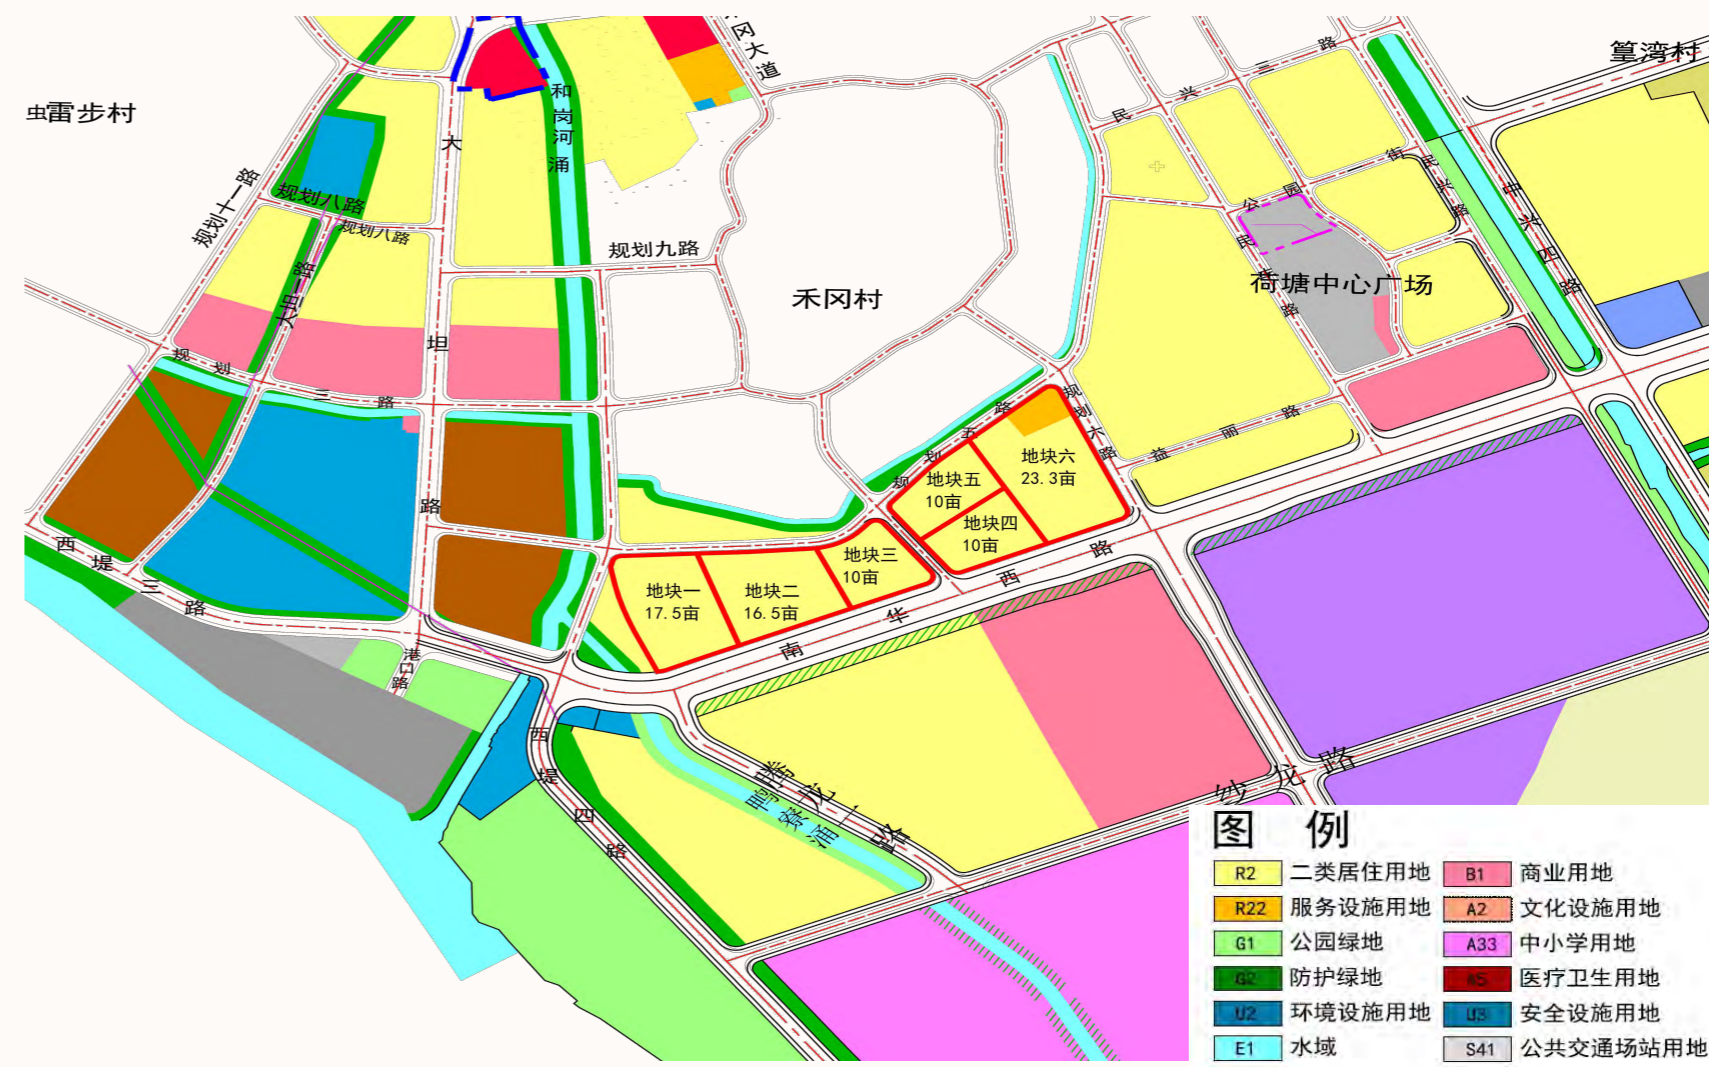 篁湾村
冈大道
虫雷步村
和岗河涌
大坦路
民兴三路
公园一街
民兴路
中兴四路
规划十一路
规划八路
规划八路
大坦一路
规划九路
禾冈村
荷塘中心广场
规划三路
规划五路
规划六路
益丽路
地块六
23.3亩
地块五
10亩
地块四
10亩
地块三
10亩
地块二
16.5亩
地块一
17.5亩
西堤三路
南华西路
港口路
西堤四路
腾龙一路
鸭寮涌
龙路
图 例
R2 二类居住用地 B1 商业用地
R22 服务设施用地 A2 文化设施用地
G1 公园绿地 A33 中小学用地
G2 防护绿地 A5 医疗卫生用地
U2 环境设施用地 U3 安全设施用地
E1 水域 S41 公共交通场站用地